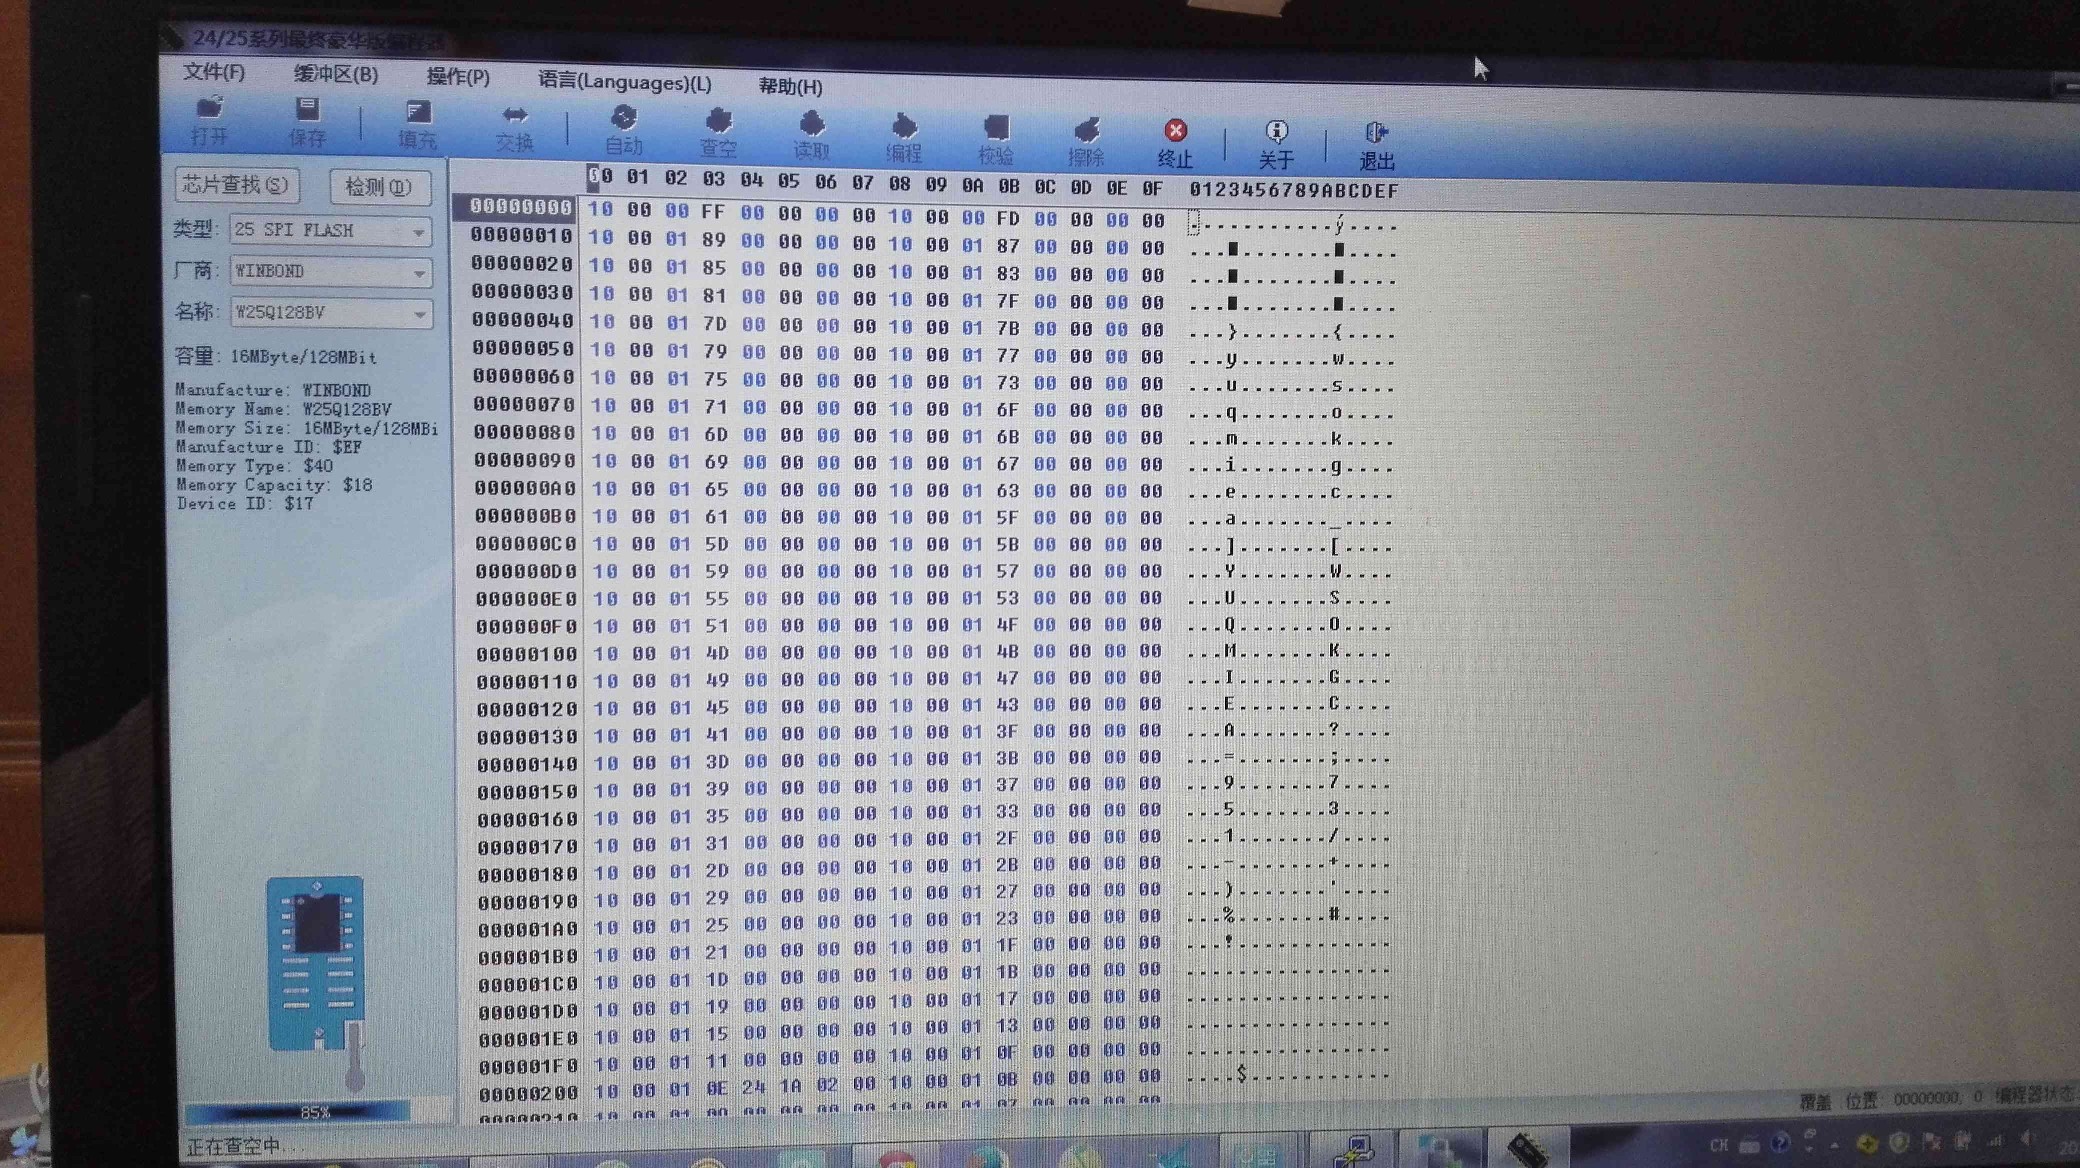 24/25系列最终豪华版编程器
文件(F) 缓冲区(B) 操作(P) 语言(Languages)(L) 帮助(H)
打开 保存 填充 交换 自动 查空 读取 编程 校验 擦除 终止 关于 退出
芯片查找(S) 检测(D)
类型: 25 SPI FLASH
厂商: WINBOND
名称: W25Q128BV
容量: 16MByte/128MBit
Manufacture: WINBOND
Memory Name: W25Q128BV
Memory Size: 16MByte/128MBi
Manufacture ID: $EF
Memory Type: $40
Memory Capacity: $18
Device ID: $17
85%
正在查空中...
0 01 02 03 04 05 06 07 08 09 0A 0B 0C 0D 0E 0F 0123456789ABCDEF
00000000 10 00 00 FF 00 00 00 00 10 00 00 FD 00 00 00 00 ...........ý....
00000010 10 00 01 89 00 00 00 00 10 00 01 87 00 00 00 00 ...■.......■....
00000020 10 00 01 85 00 00 00 00 10 00 01 83 00 00 00 00 ...■.......■....
00000030 10 00 01 81 00 00 00 00 10 00 01 7F 00 00 00 00 ...■.......■....
00000040 10 00 01 7D 00 00 00 00 10 00 01 7B 00 00 00 00 ...}.......{....
00000050 10 00 01 79 00 00 00 00 10 00 01 77 00 00 00 00 ...y.......w....
00000060 10 00 01 75 00 00 00 00 10 00 01 73 00 00 00 00 ...u.......s....
00000070 10 00 01 71 00 00 00 00 10 00 01 6F 00 00 00 00 ...q.......o....
00000080 10 00 01 6D 00 00 00 00 10 00 01 6B 00 00 00 00 ...m.......k....
00000090 10 00 01 69 00 00 00 00 10 00 01 67 00 00 00 00 ...i.......g....
000000A0 10 00 01 65 00 00 00 00 10 00 01 63 00 00 00 00 ...e.......c....
000000B0 10 00 01 61 00 00 00 00 10 00 01 5F 00 00 00 00 ...a......._....
000000C0 10 00 01 5D 00 00 00 00 10 00 01 5B 00 00 00 00 ...].......[....
000000D0 10 00 01 59 00 00 00 00 10 00 01 57 00 00 00 00 ...Y.......W....
000000E0 10 00 01 55 00 00 00 00 10 00 01 53 00 00 00 00 ...U.......S....
000000F0 10 00 01 51 00 00 00 00 10 00 01 4F 00 00 00 00 ...Q.......O....
00000100 10 00 01 4D 00 00 00 00 10 00 01 4B 00 00 00 00 ...M.......K....
00000110 10 00 01 49 00 00 00 00 10 00 01 47 00 00 00 00 ...I.......G....
00000120 10 00 01 45 00 00 00 00 10 00 01 43 00 00 00 00 ...E.......C....
00000130 10 00 01 41 00 00 00 00 10 00 01 3F 00 00 00 00 ...A.......?....
00000140 10 00 01 3D 00 00 00 00 10 00 01 3B 00 00 00 00 ...=.......;....
00000150 10 00 01 39 00 00 00 00 10 00 01 37 00 00 00 00 ...9.......7....
00000160 10 00 01 35 00 00 00 00 10 00 01 33 00 00 00 00 ...5.......3....
00000170 10 00 01 31 00 00 00 00 10 00 01 2F 00 00 00 00 ...1......./....
00000180 10 00 01 2D 00 00 00 00 10 00 01 2B 00 00 00 00 ...-.......+....
00000190 10 00 01 29 00 00 00 00 10 00 01 27 00 00 00 00 ...).......'....
000001A0 10 00 01 25 00 00 00 00 10 00 01 23 00 00 00 00 ...%.......#....
000001B0 10 00 01 21 00 00 00 00 10 00 01 1F 00 00 00 00 ...!............
000001C0 10 00 01 1D 00 00 00 00 10 00 01 1B 00 00 00 00 ................
000001D0 10 00 01 19 00 00 00 00 10 00 01 17 00 00 00 00 ................
000001E0 10 00 01 15 00 00 00 00 10 00 01 13 00 00 00 00 ................
000001F0 10 00 01 11 00 00 00 00 10 00 01 0F 00 00 00 00 ................
00000200 10 00 01 0E 24 1A 02 00 10 00 01 0B 00 00 00 00 ....$...........
覆盖 位置: 00000000, 0 编程器状态:
CH
20